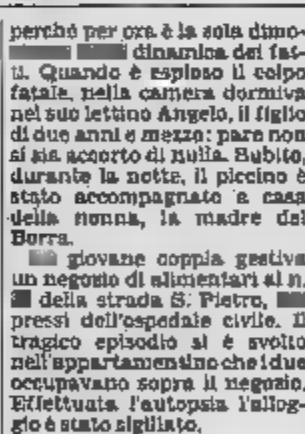 perché per ora è la sola dimo-
dinamica dei fat-
ti. Quando è esploso il colpo
fatale, nella camera dormiva
nel suo lettino Angelo, il figlio
di due anni e mezzo: pare non
si sia accorto di nulla. Subito,
durante la notte, il piccino è
stato accompagnato a casa
della nonna, la madre del
Borra.
giovane coppia gestiva
un negozio di alimentari al n.
della strada S. Pietro,
pressi dell'ospedale civile. Il
tragico episodio si è svolto
nell'appartamentino che i due
occupavano sopra il negozio.
Effettuata l'autopsia l'allog-
gio è stato sigillato.